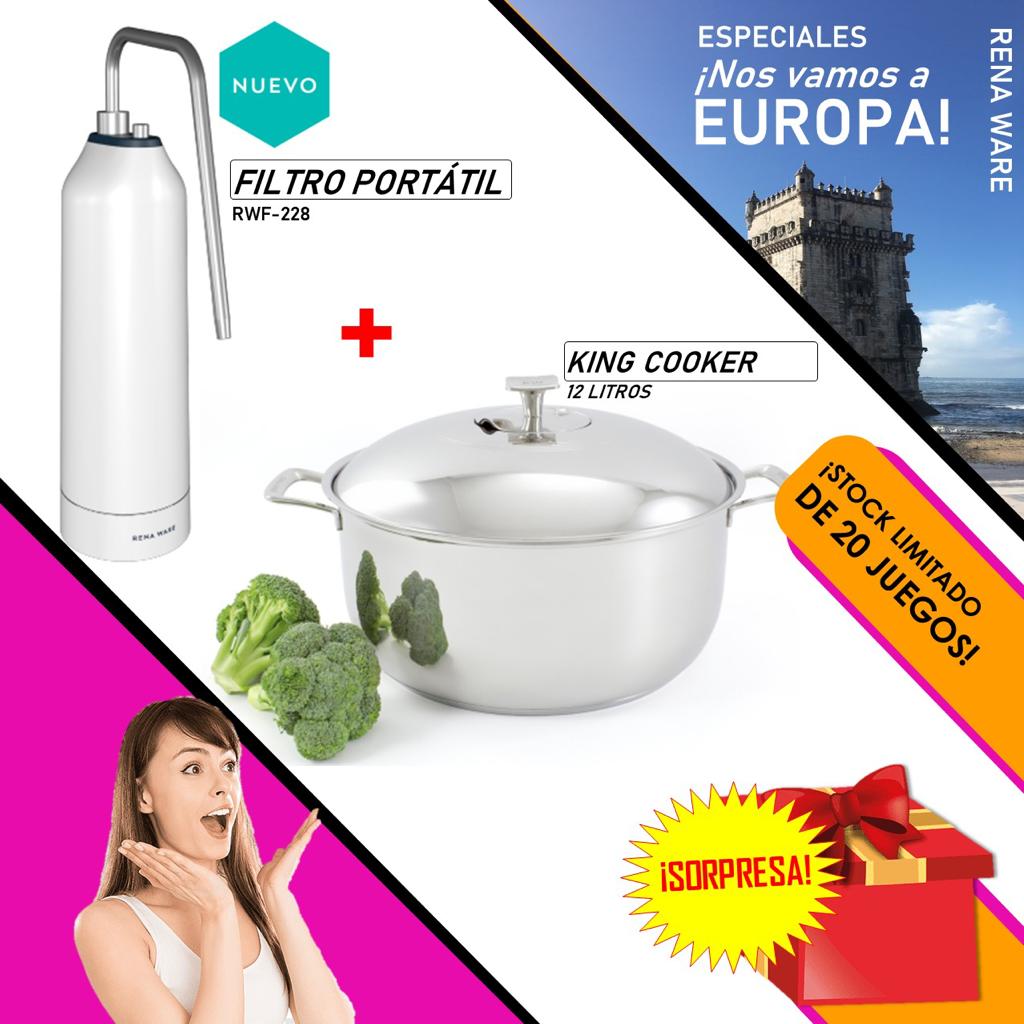 ESPECIALES
¡Nos vamos a
EUROPA!
RENA WARE
NUEVO
FILTRO PORTÁTIL
RWF-228
KING COOKER
12 LITROS
RENA WARE
¡STOCK LIMITADO
DE 20 JUEGOS!
¡SORPRESA!